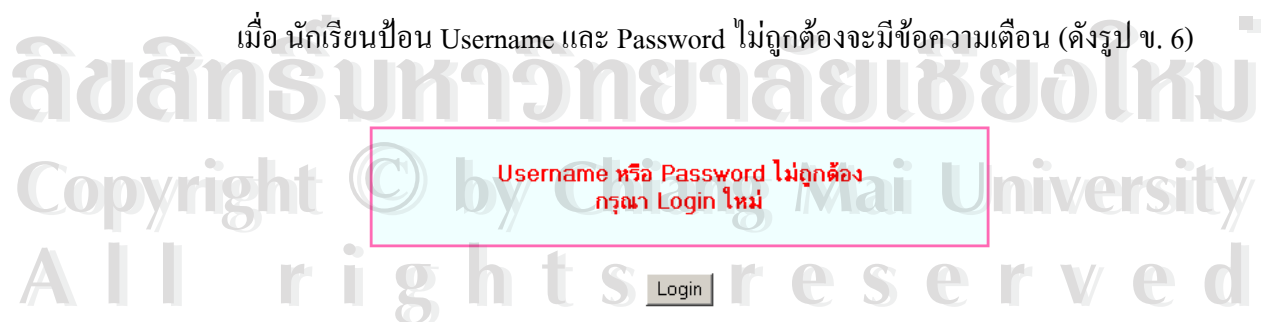 เมื่อ นักเรียนป้อน Username และ Password ไม่ถูกต้องจะมีข้อความเตือน (ดังรูป ข. 6)
ลิขสิทธิ์มหาวิทยาลัยเชียงใหม่
Username หรือ Password ไม่ถูกต้อง
กรุณา Login ใหม่
Copyright © by Chiang Mai University
Login
All rights reserved